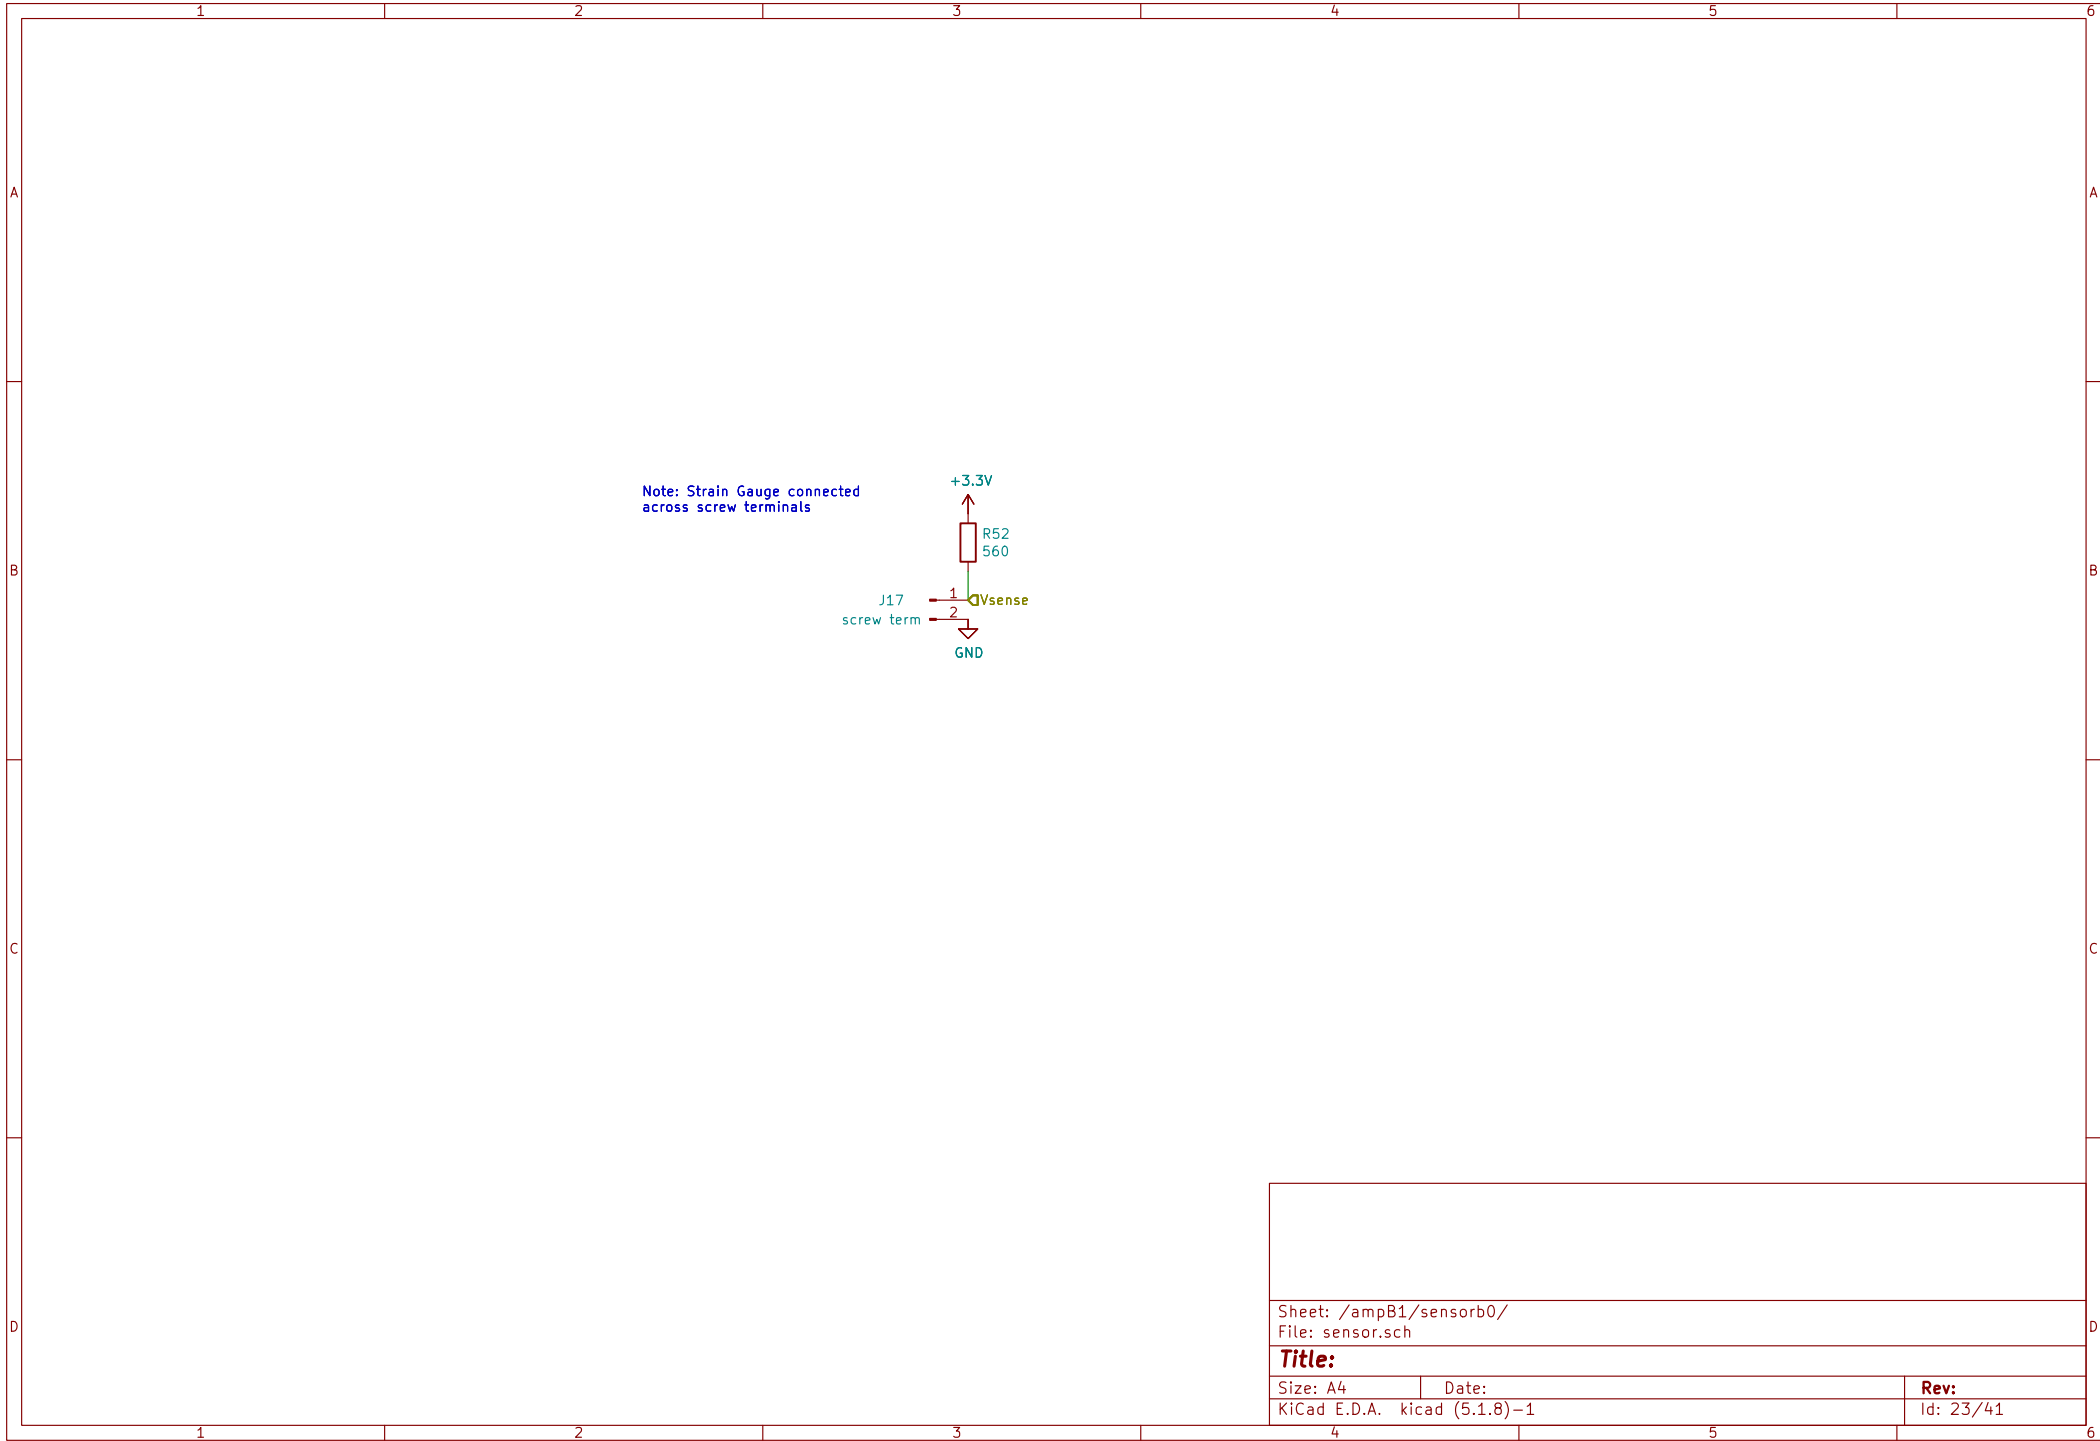 1 2 3 4 5 6
A A
+3.3V
Note: Strain Gauge connected
across screw terminals
R52
560
B B
J17 1 Vsense
screw term 2
GND
C C
Sheet: /ampB1/sensorb0/
File: sensor.sch
D D
Title:
Size: A4 Date: Rev:
KiCad E.D.A. kicad (5.1.8)-1 Id: 23/41
1 2 3 4 5 6